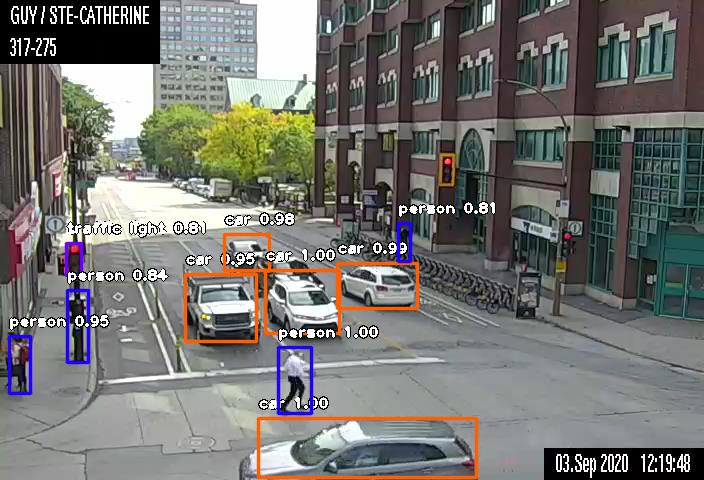 GUY / STE-CATHERINE
317-275
car 0.98
person 0.81
traffic light 0.81
car 0.95
car 1.00
car 0.99
person 0.84
person 0.95
person 1.00
car 1.00
03.Sep 2020 12:19:48